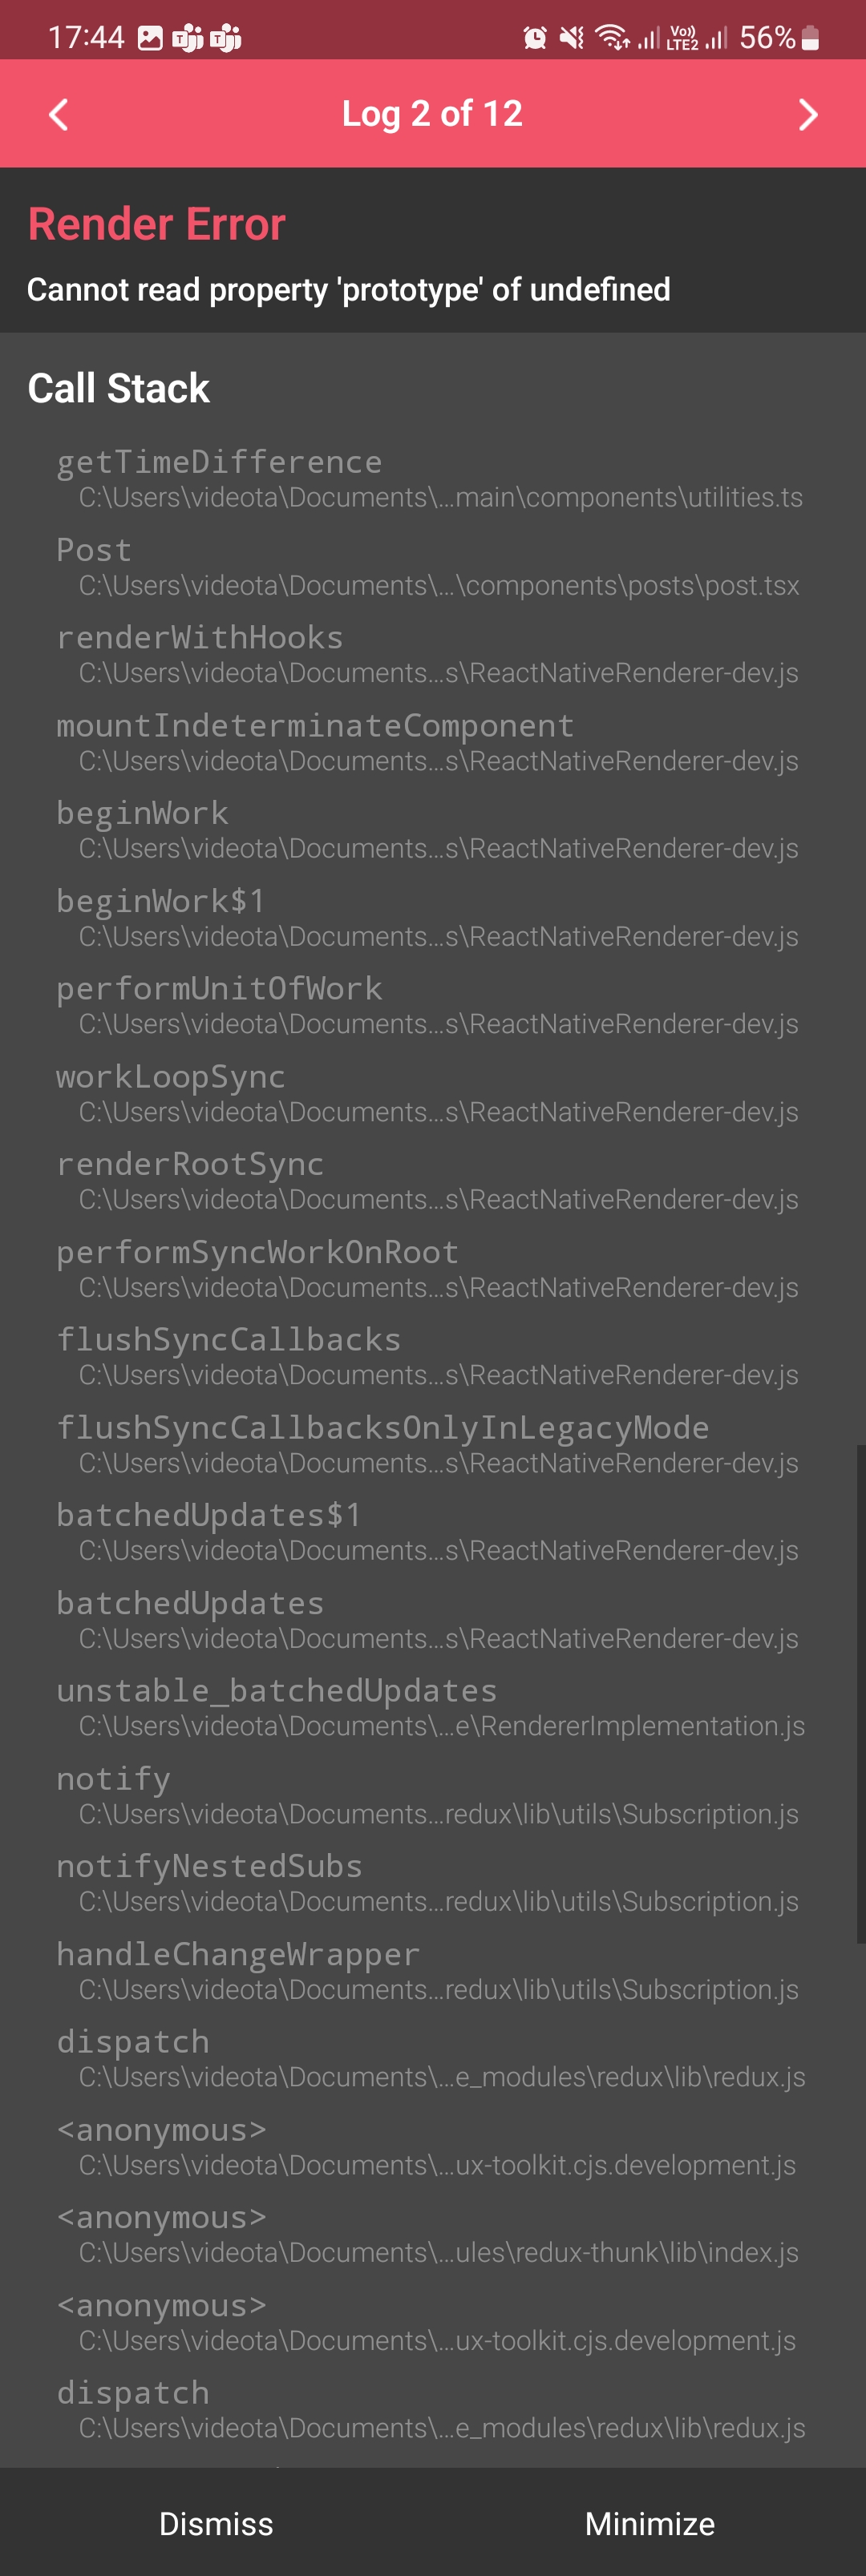 17:44 Vo)) LTE2 56%
Log 2 of 12
Render Error
Cannot read property 'prototype' of undefined
Call Stack
getTimeDifference
C:\Users\videota\Documents\...main\components\utilities.ts
Post
C:\Users\videota\Documents\...\components\posts\post.tsx
renderWithHooks
C:\Users\videota\Documents...s\ReactNativeRenderer-dev.js
mountIndeterminateComponent
C:\Users\videota\Documents...s\ReactNativeRenderer-dev.js
beginWork
C:\Users\videota\Documents...s\ReactNativeRenderer-dev.js
beginWork$1
C:\Users\videota\Documents...s\ReactNativeRenderer-dev.js
performUnitOfWork
C:\Users\videota\Documents...s\ReactNativeRenderer-dev.js
workLoopSync
C:\Users\videota\Documents...s\ReactNativeRenderer-dev.js
renderRootSync
C:\Users\videota\Documents...s\ReactNativeRenderer-dev.js
performSyncWorkOnRoot
C:\Users\videota\Documents...s\ReactNativeRenderer-dev.js
flushSyncCallbacks
C:\Users\videota\Documents...s\ReactNativeRenderer-dev.js
flushSyncCallbacksOnlyInLegacyMode
C:\Users\videota\Documents...s\ReactNativeRenderer-dev.js
batchedUpdates$1
C:\Users\videota\Documents...s\ReactNativeRenderer-dev.js
batchedUpdates
C:\Users\videota\Documents...s\ReactNativeRenderer-dev.js
unstable_batchedUpdates
C:\Users\videota\Documents\...e\RendererImplementation.js
notify
C:\Users\videota\Documents...redux\lib\utils\Subscription.js
notifyNestedSubs
C:\Users\videota\Documents...redux\lib\utils\Subscription.js
handleChangeWrapper
C:\Users\videota\Documents...redux\lib\utils\Subscription.js
dispatch
C:\Users\videota\Documents\...e_modules\redux\lib\redux.js
<anonymous>
C:\Users\videota\Documents\...ux-toolkit.cjs.development.js
<anonymous>
C:\Users\videota\Documents\...ules\redux-thunk\lib\index.js
<anonymous>
C:\Users\videota\Documents\...ux-toolkit.cjs.development.js
dispatch
C:\Users\videota\Documents\...e_modules\redux\lib\redux.js
Dismiss Minimize